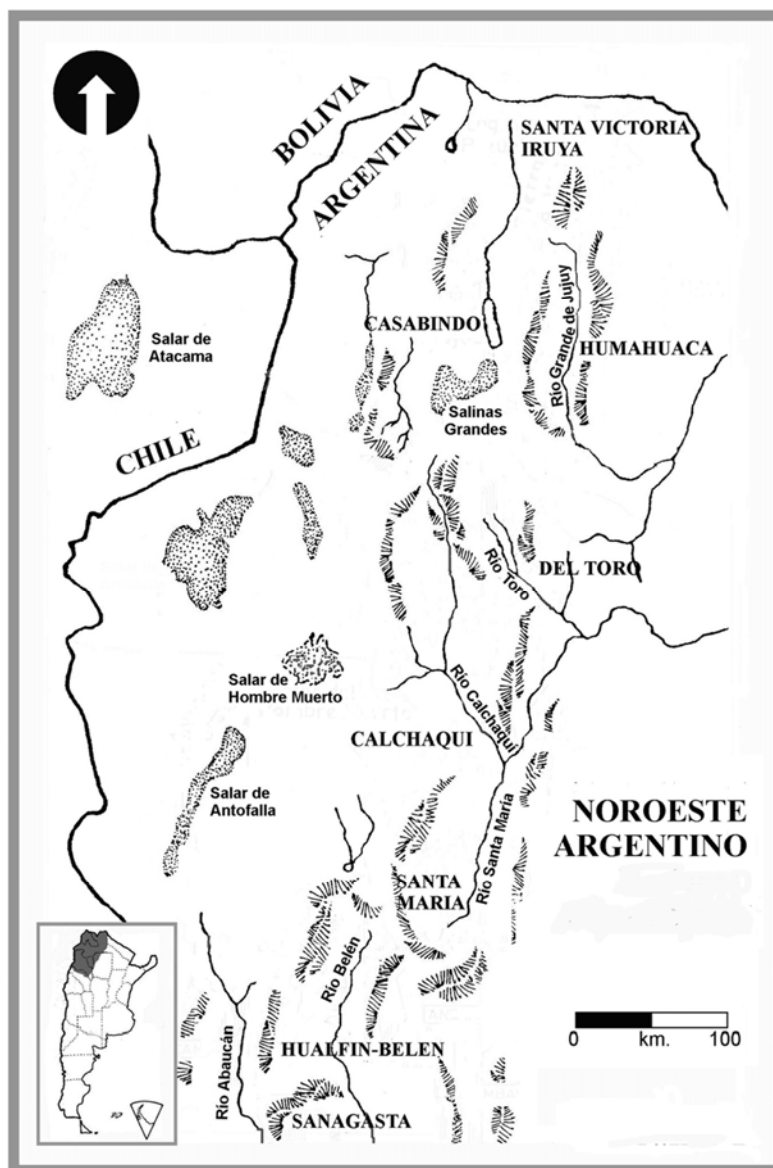 BOLIVIA
ARGENTINA
SANTA VICTORIA
IRUYA
Salar de
Atacama
CASABINDO
Río Grande de Jujuy
HUMAHUACA
Salinas
Grandes
CHILE
Río Toro
DEL TORO
Salar de
Hombre Muerto
Río Calchaqui
CALCHAQUI
Salar de
Antofalla
NOROESTE
ARGENTINO
Río Santa María
SANTA
MARIA
Río Belén
Río Abaucán
HUALFIN-BELEN
SANAGASTA
0 km. 100